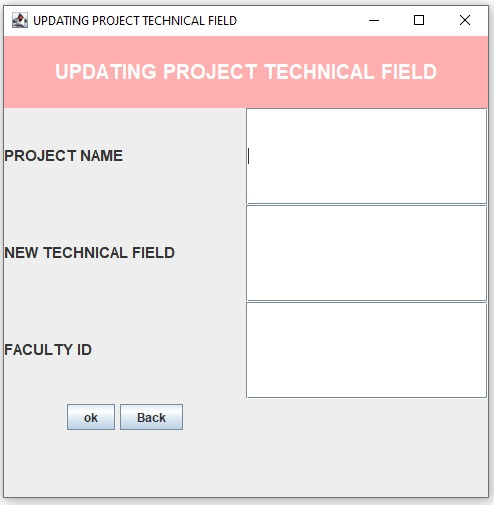 UPDATING PROJECT TECHNICAL FIELD
UPDATING PROJECT TECHNICAL FIELD
PROJECT NAME
NEW TECHNICAL FIELD
FACULTY ID
ok Back